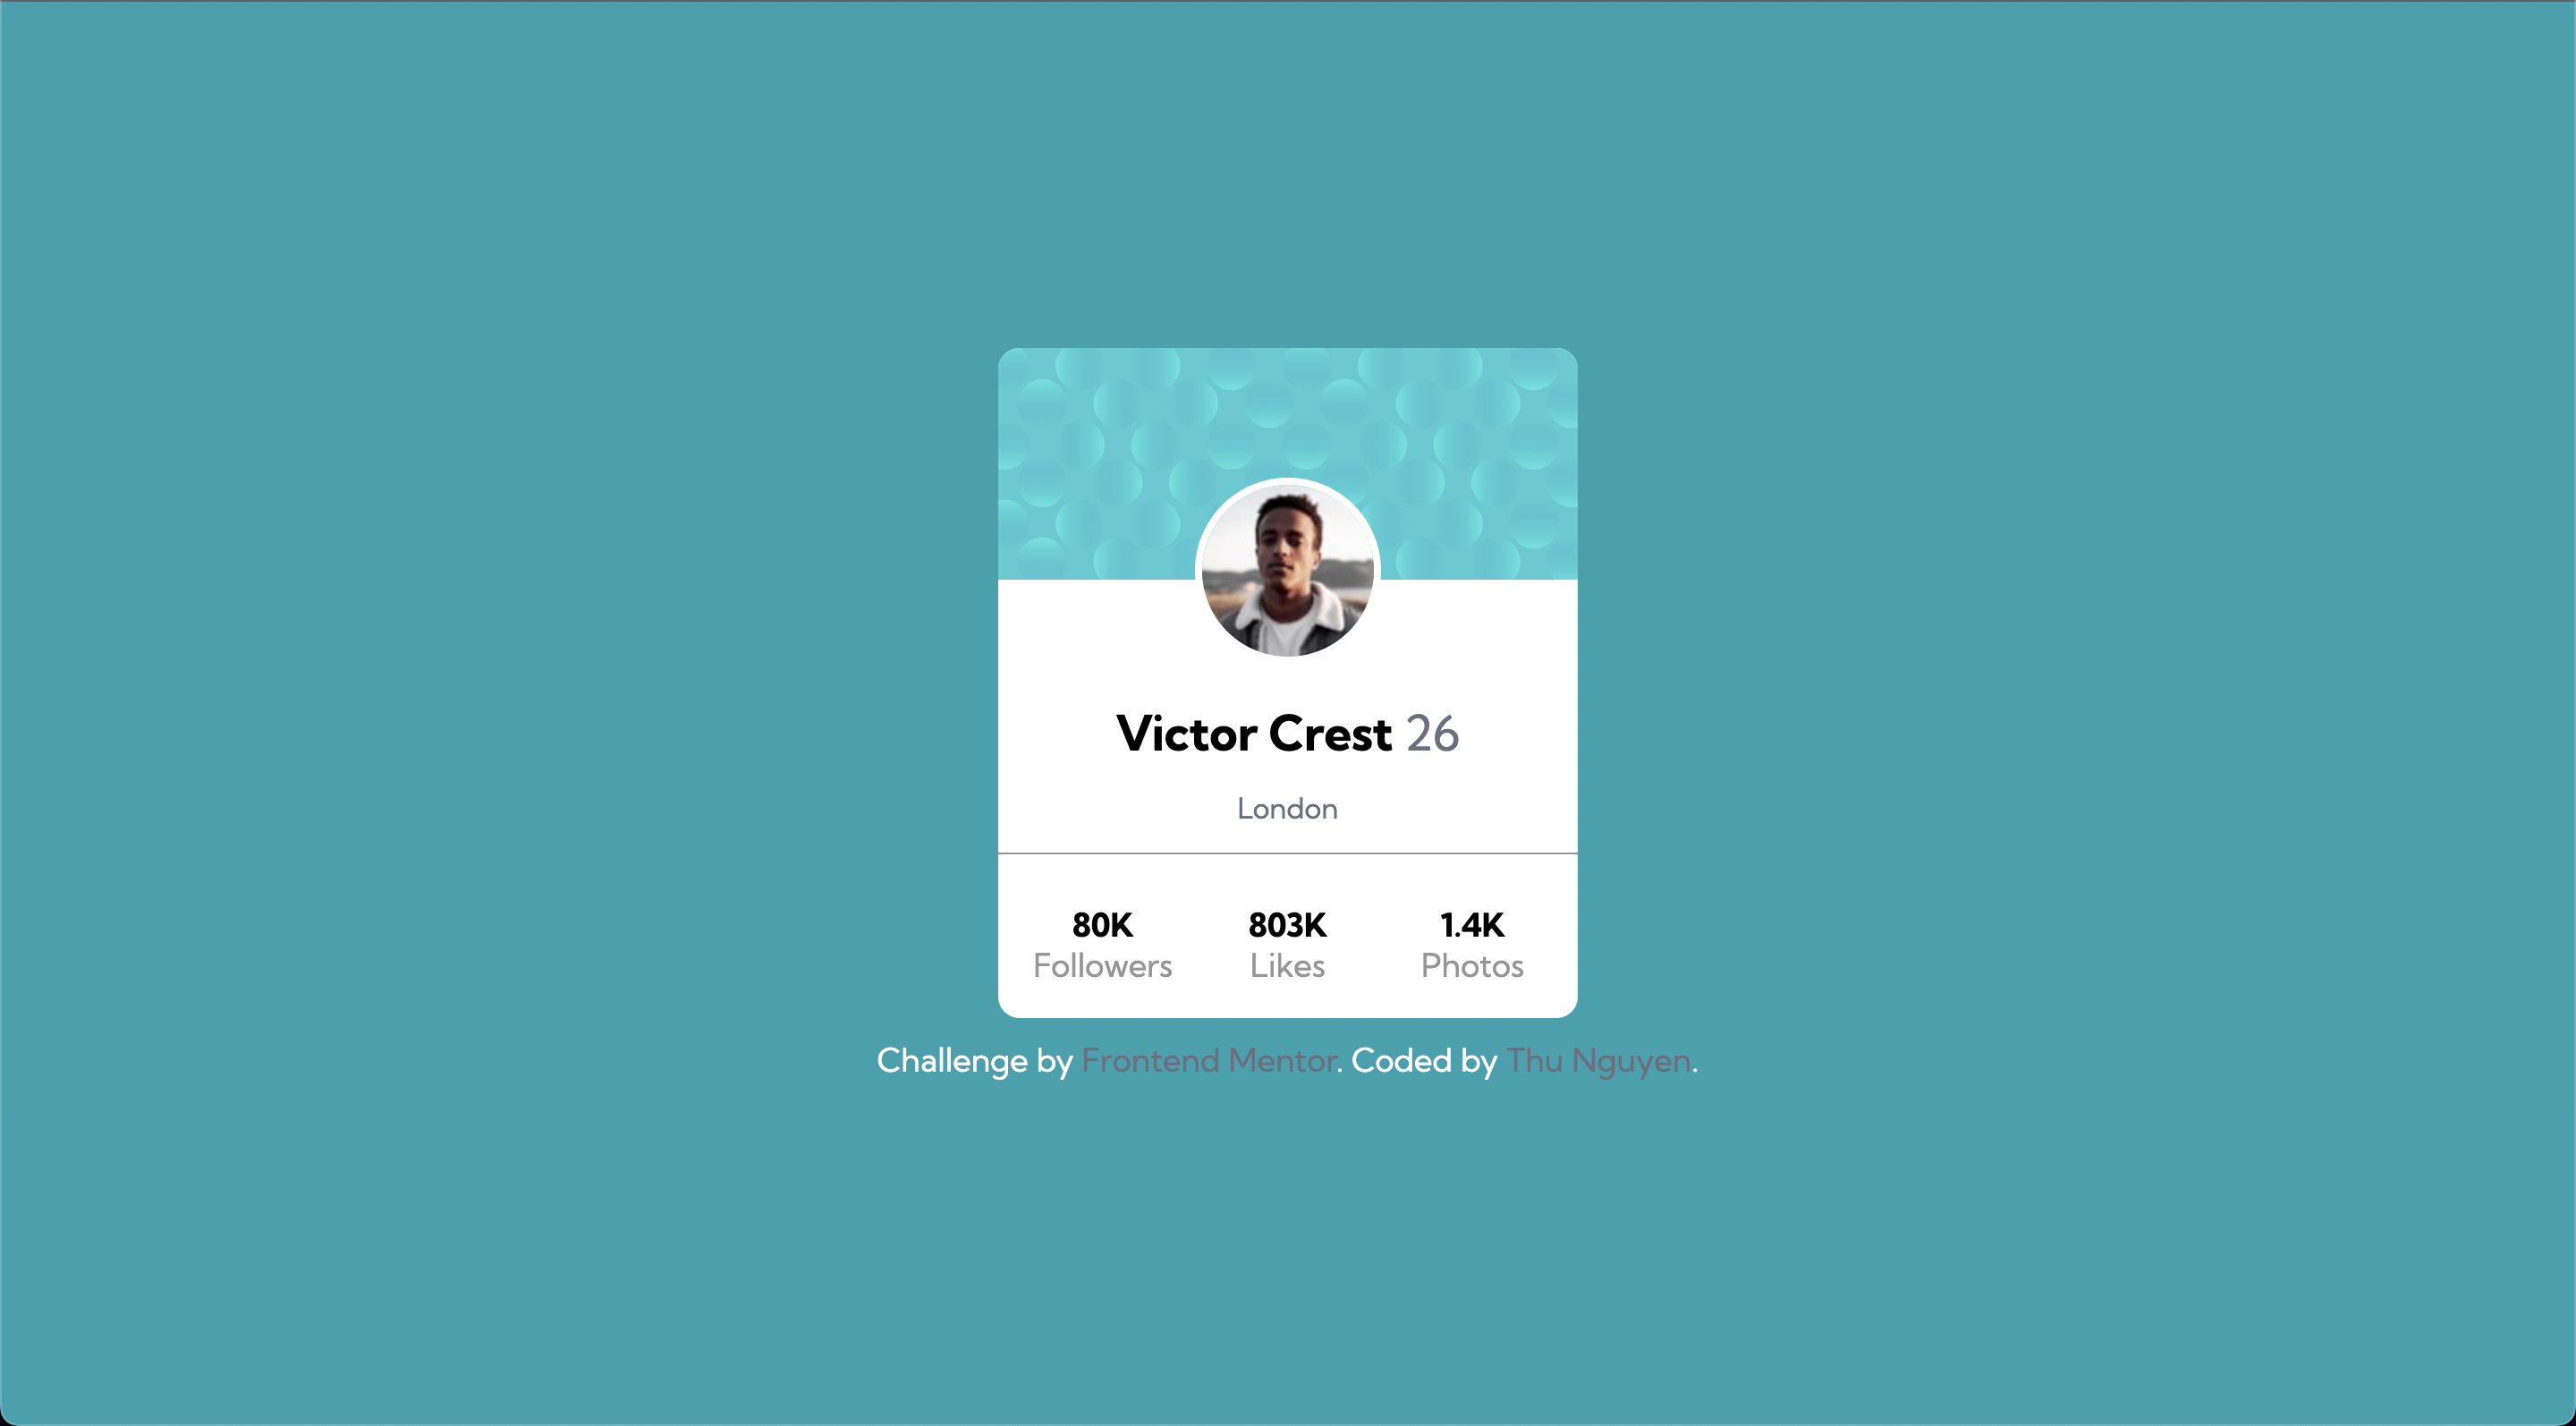 Victor Crest 26
London
80K 803K 1.4K
Followers Likes Photos
Challenge by Frontend Mentor. Coded by Thu Nguyen.